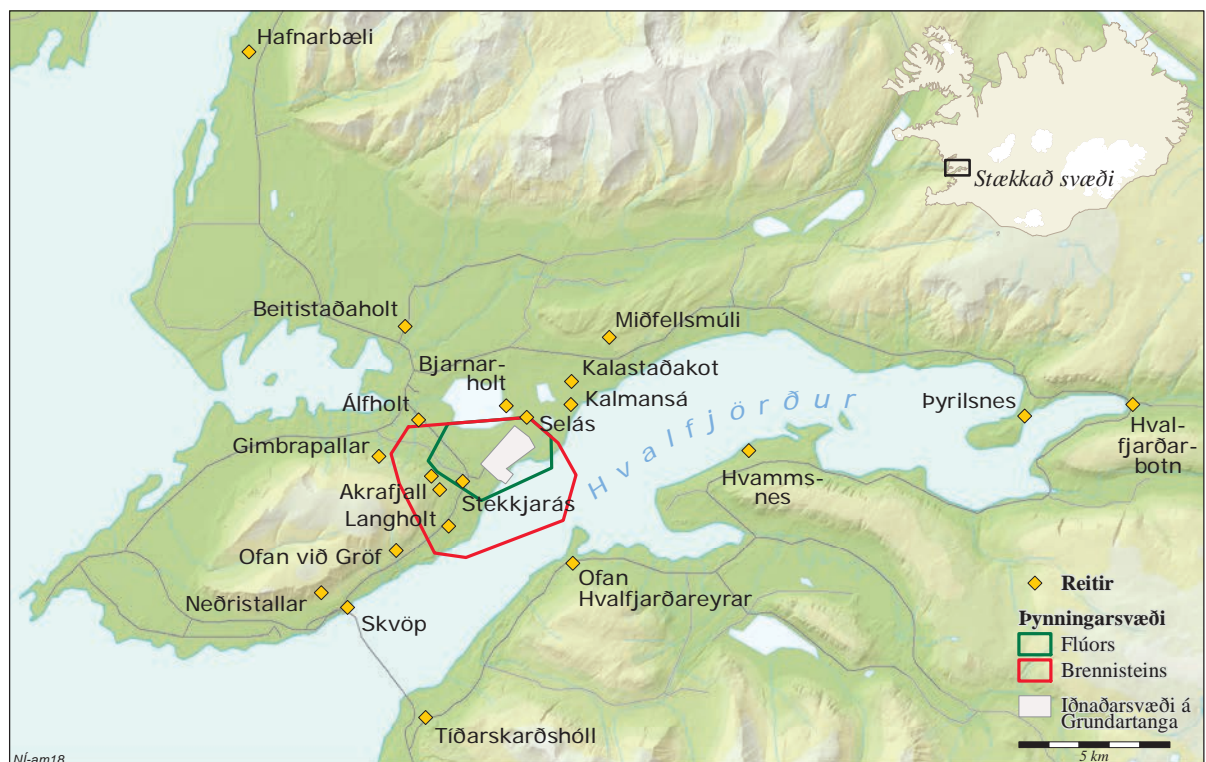 Hafnarbæli
Stækkað svæði
Beitistaðaholt
Miðfellsmúli
Bjarnar-
holt
Kalastaðakot
Kalmansá
Álfholt
Selás
Þyrilsnes
Hval-
fjarðar-
botn
Gimbrapallar
Hvalfjörður
Hvamms-
nes
Akrafjall
Stekkjarás
Langholt
Ofan við Gröf
Ofan
Hvalfjarðareyrar
Neðristallar
Skvöp
Tíðarskarðshóll
Reitir
Þynningarsvæði
Flúors
Brennisteins
Iðnaðarsvæði á
Grundartanga
5 km
NÍ-am18